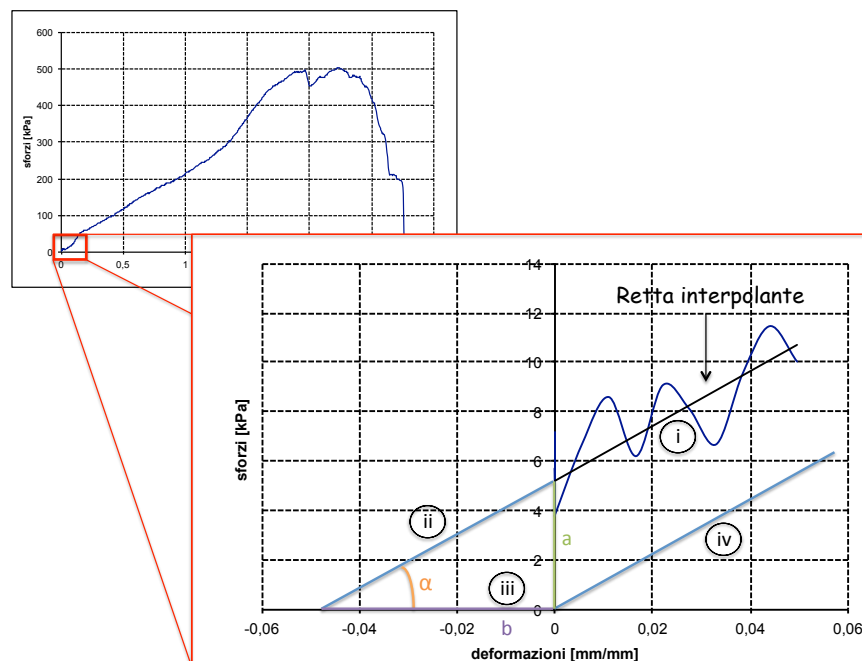 600
500
400
300
200
100
0
sforzi [kPa]
0 0,5 1
14
12
10
8
6
4
2
0
sforzi [kPa]
Retta interpolante
i
ii
iii
iv
a
b
α
-0,06 -0,04 -0,02 0 0,02 0,04 0,06
deformazioni [mm/mm]